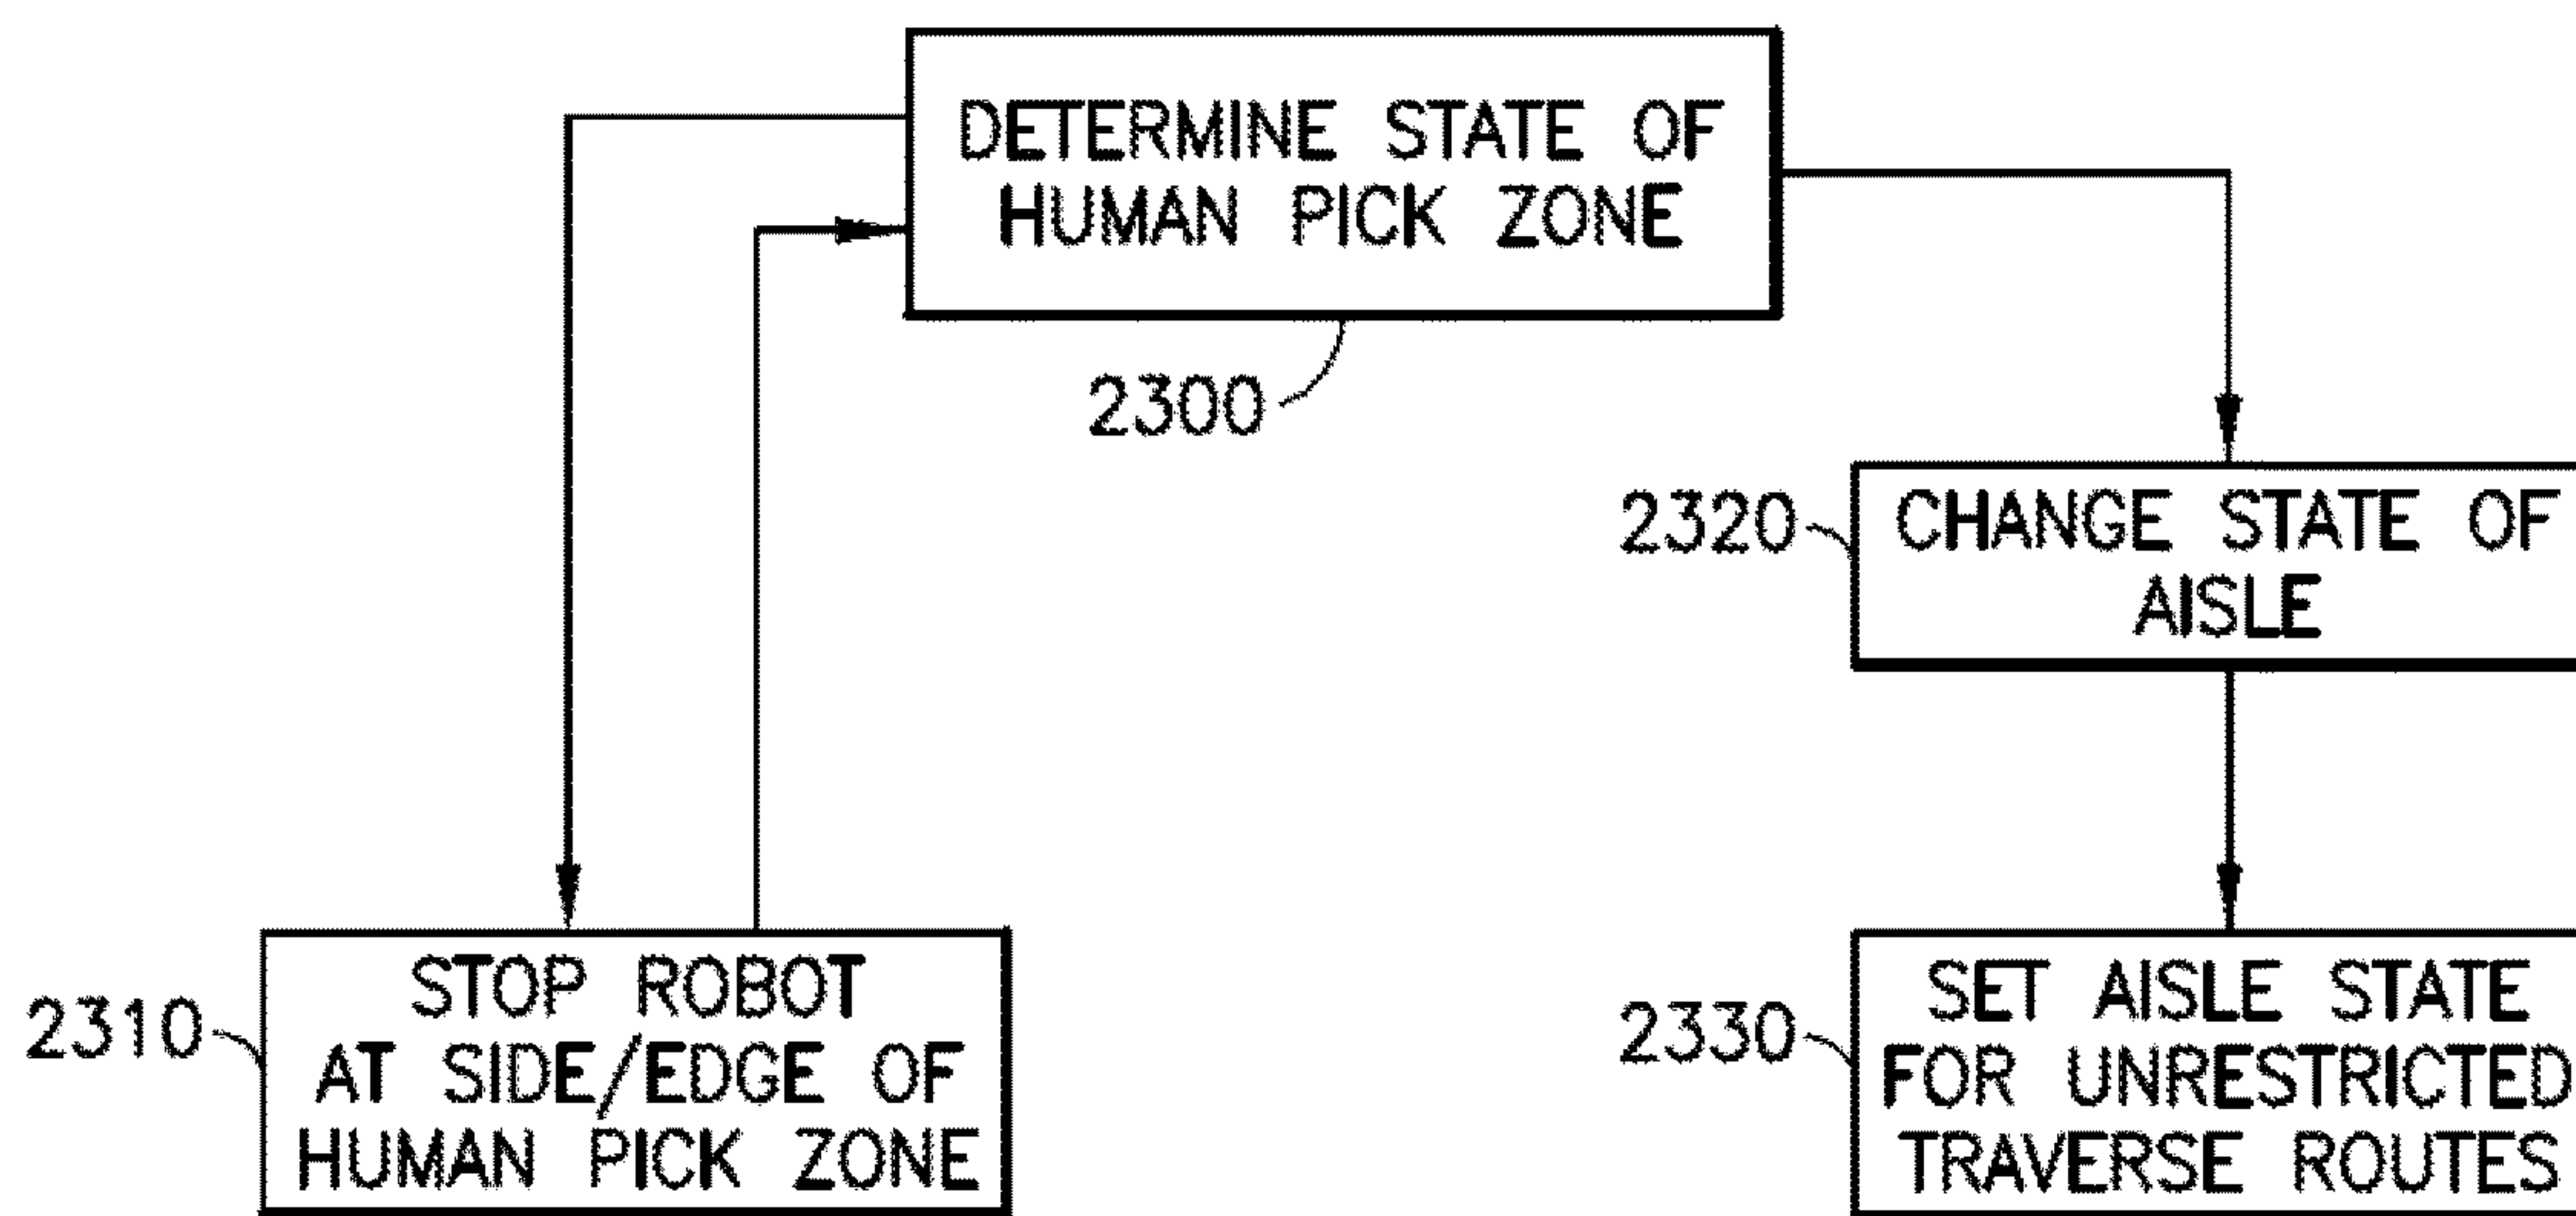 DETERMINE STATE OF
HUMAN PICK ZONE
2300
2320
CHANGE STATE OF
AISLE
2310
STOP ROBOT
AT SIDE/EDGE OF
HUMAN PICK ZONE
2330
SET AISLE STATE
FOR UNRESTRICTED
TRAVERSE ROUTES